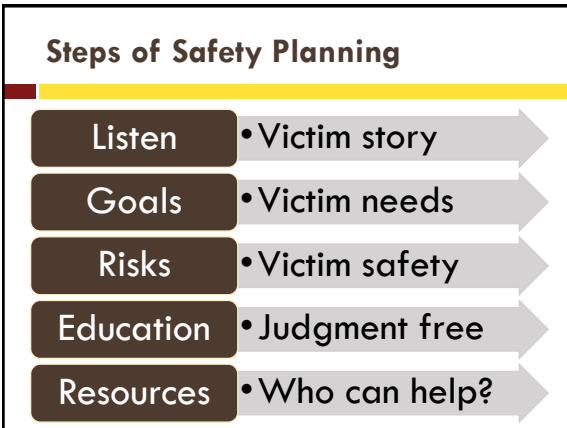 Steps of Safety Planning
Listen • Victim story
Goals • Victim needs
Risks • Victim safety
Education • Judgment free
Resources • Who can help?